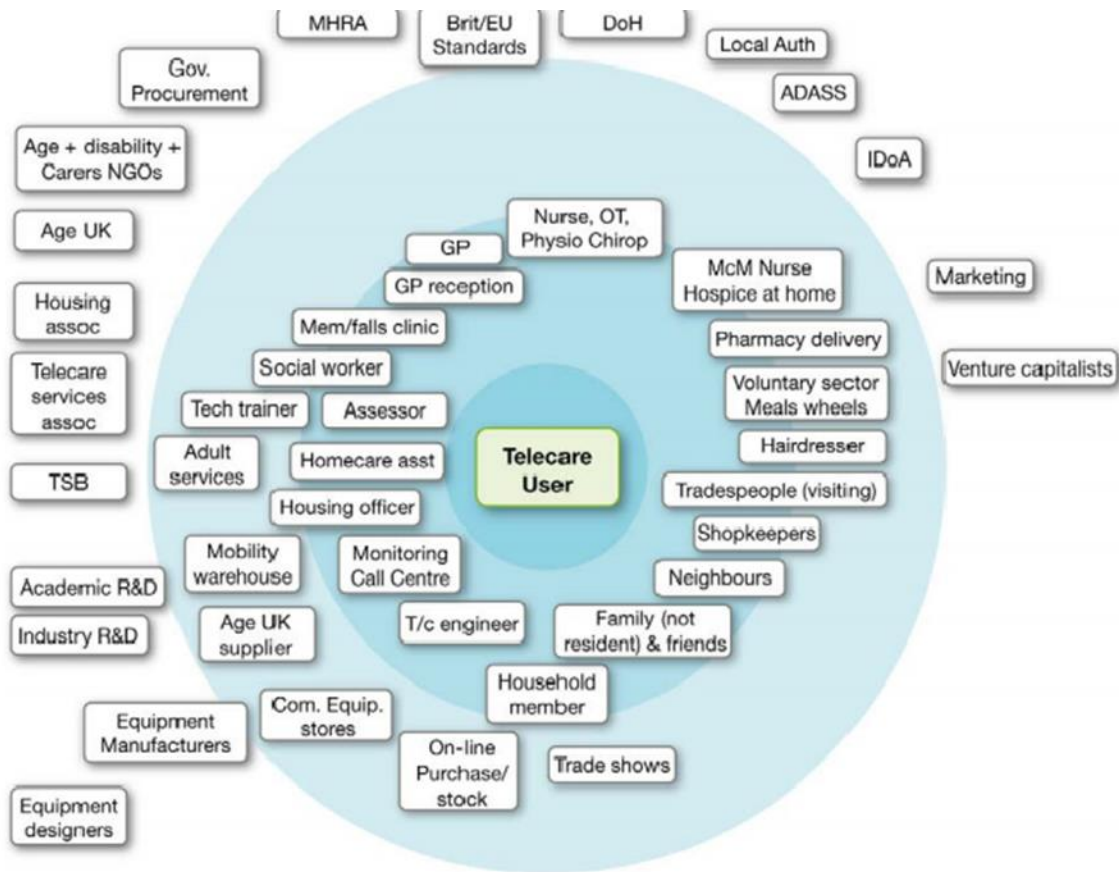 MHRA
Brit/EU
Standards
DoH
Local Auth
Gov.
Procurement
ADASS
Age + disability +
Carers NGOs
IDoA
Age UK
Nurse, OT,
Physio Chirop
GP
GP reception
McM Nurse
Hospice at home
Marketing
Housing
assoc
Mem/falls clinic
Pharmacy delivery
Social worker
Venture capitalists
Telecare
services
assoc
Tech trainer
Assessor
Voluntary sector
Meals wheels
Adult
services
Homecare asst
Telecare
User
Hairdresser
TSB
Tradespeople (visiting)
Housing officer
Shopkeepers
Mobility
warehouse
Monitoring
Call Centre
Neighbours
Academic R&D
Industry R&D
Age UK
supplier
T/c engineer
Family (not
resident) & friends
Household
member
Equipment
Manufacturers
Com. Equip.
stores
On-line
Purchase/
stock
Trade shows
Equipment
designers